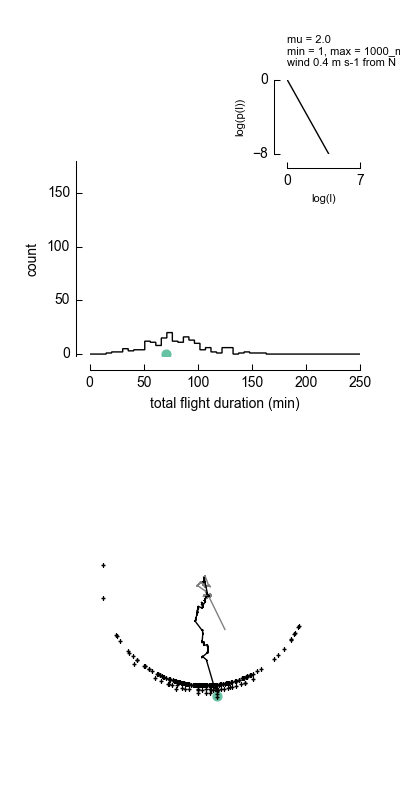 mu = 2.0
min = 1, max = 1000_m
wind 0.4 m s-1 from N
0
log(p(l))
−8
0 7
log(l)
150
100
count
50
0
0 50 100 150 200 250
total flight duration (min)